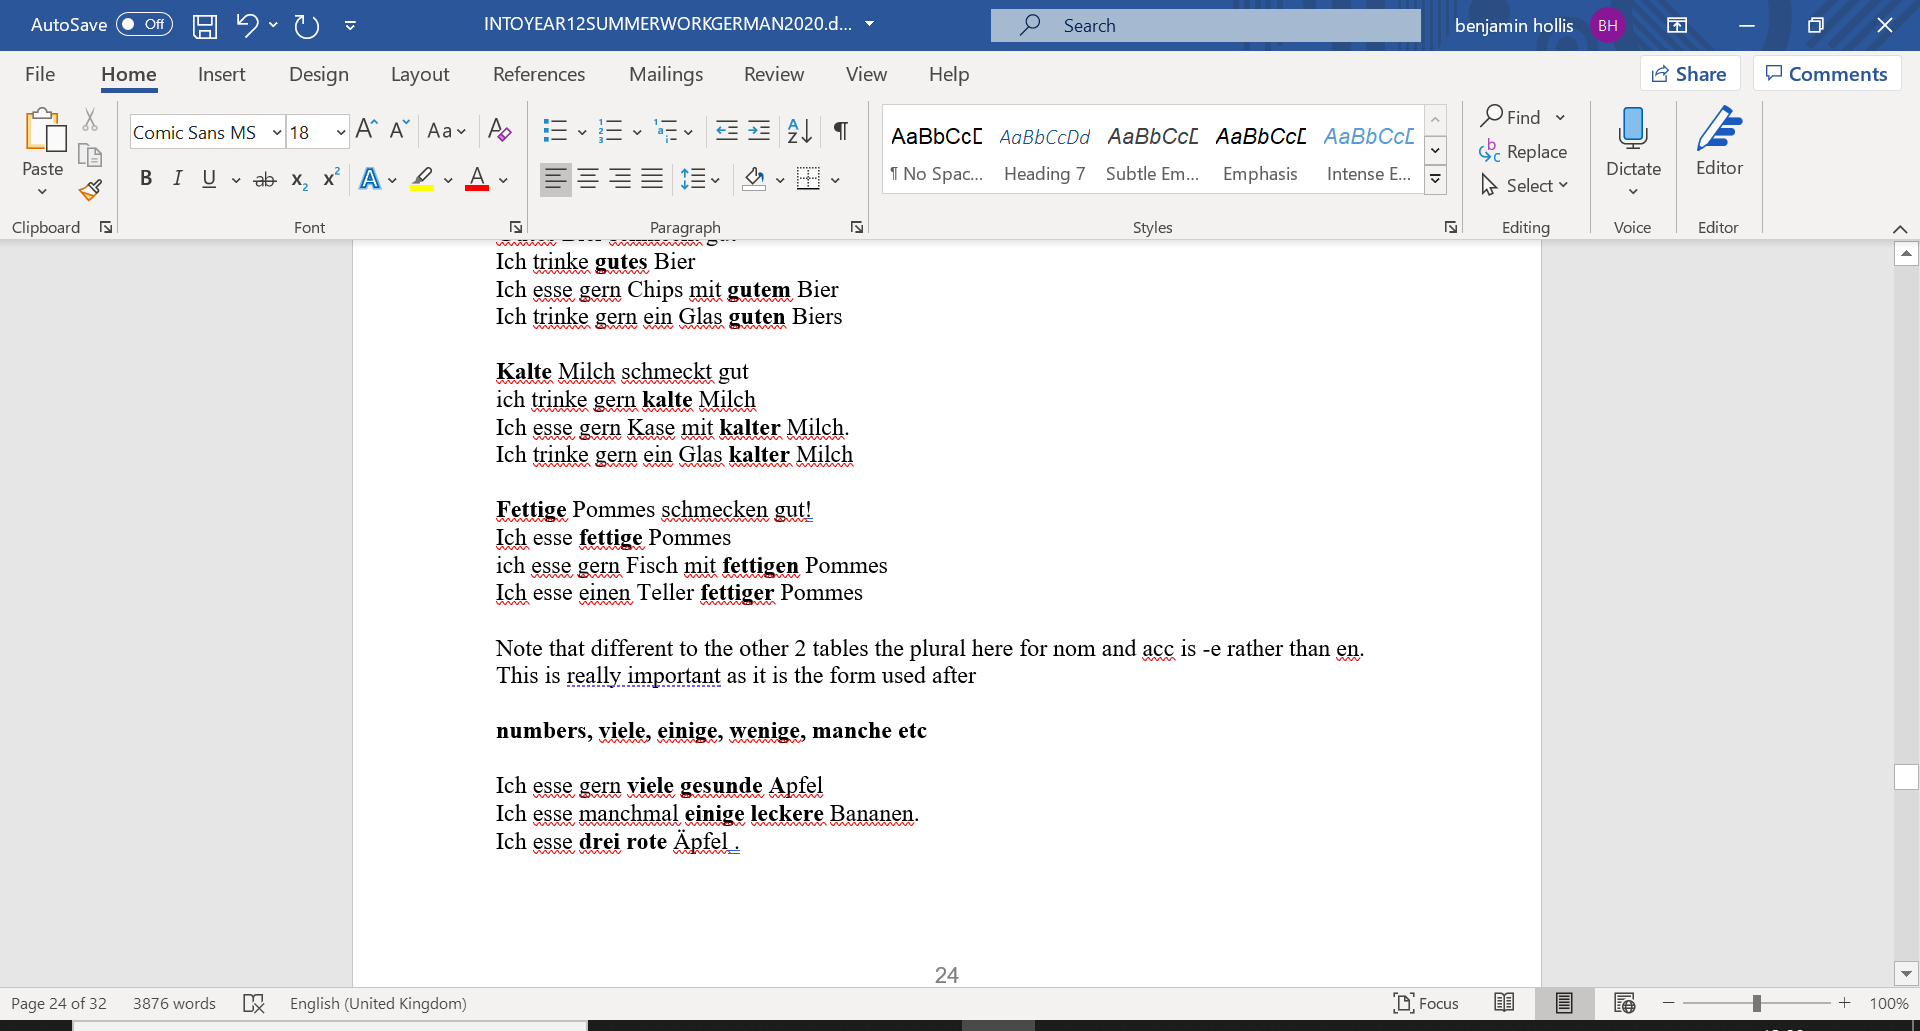 AutoSave Off INTOYEAR12SUMMERWORKGERMAN2020.d... Search benjamin hollis BH
File Home Insert Design Layout References Mailings Review View Help Share Comments
Paste
Comic Sans MS 18 Aa
B I U ab x2 x2 A A
AaBbCcD AaBbCcDd AaBbCcD AaBbCcD AaBbCcD
¶ No Spac... Heading 7 Subtle Em... Emphasis Intense E...
Find
Replace
Select
Dictate
Editor
Clipboard Font Paragraph Styles Editing Voice Editor
Ich trinke gutes Bier
Ich esse gern Chips mit gutem Bier
Ich trinke gern ein Glas guten Biers
Kalte Milch schmeckt gut
ich trinke gern kalte Milch
Ich esse gern Kase mit kalter Milch.
Ich trinke gern ein Glas kalter Milch
Fettige Pommes schmecken gut!
Ich esse fettige Pommes
ich esse gern Fisch mit fettigen Pommes
Ich esse einen Teller fettiger Pommes
Note that different to the other 2 tables the plural here for nom and acc is -e rather than en.
This is really important as it is the form used after
numbers, viele, einige, wenige, manche etc
Ich esse gern viele gesunde Apfel
Ich esse manchmal einige leckere Bananen.
Ich esse drei rote Äpfel .
24
Page 24 of 32 3876 words English (United Kingdom) Focus 100%